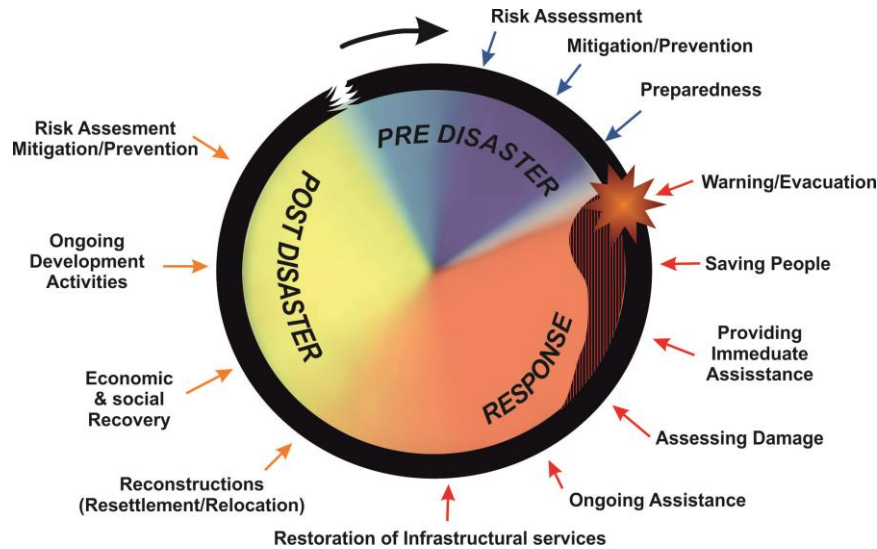 Risk Assessment
Mitigation/Prevention
Preparedness
Warning/Evacuation
Saving People
Providing
Immeduate
Assisstance
Assessing Damage
Ongoing Assistance
Restoration of Infrastructural services
Reconstructions
(Resettlement/Relocation)
Economic
& social
Recovery
Ongoing
Development
Activities
Risk Assesment
Mitigation/Prevention
PRE DISASTER
RESPONSE
POST DISASTER